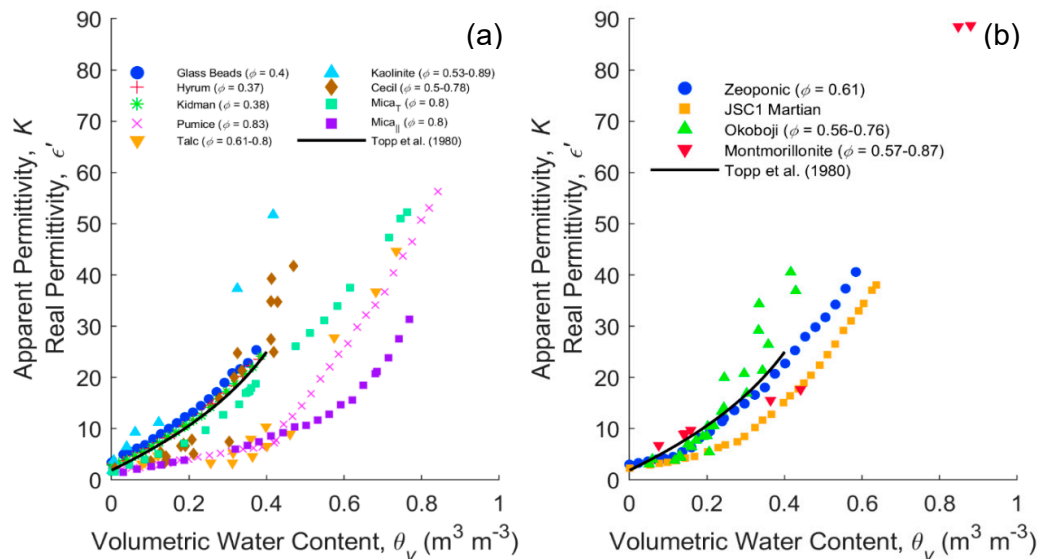 (a)
90
80
70
60
50
40
30
20
10
0
Apparent Permittivity, K
Real Permittivity, ϵ′
Glass Beads (ϕ = 0.4)
Hyrum (ϕ = 0.37)
Kidman (ϕ = 0.38)
Pumice (ϕ = 0.83)
Talc (ϕ = 0.61-0.8)
Kaolinite (ϕ = 0.53-0.89)
Cecil (ϕ = 0.5-0.78)
Mica_T (ϕ = 0.8)
Mica_|| (ϕ = 0.8)
Topp et al. (1980)
0 0.2 0.4 0.6 0.8 1
Volumetric Water Content, θ_v (m³ m⁻³)
(b)
90
80
70
60
50
40
30
20
10
0
Apparent Permittivity, K
Real Permittivity, ϵ′
Zeoponic (ϕ = 0.61)
JSC1 Martian
Okoboji (ϕ = 0.56-0.76)
Montmorillonite (ϕ = 0.57-0.87)
Topp et al. (1980)
0 0.2 0.4 0.6 0.8 1
Volumetric Water Content, θ_v (m³ m⁻³)